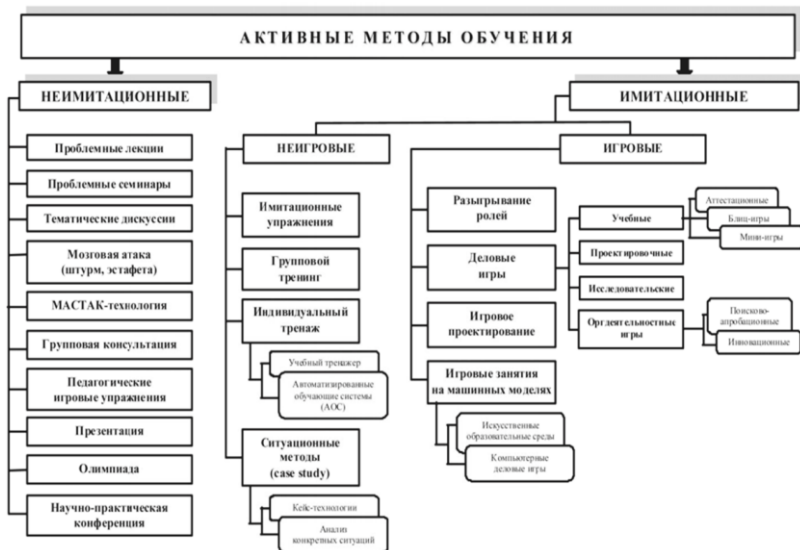 АКТИВНЫЕ МЕТОДЫ ОБУЧЕНИЯ
НЕИМИТАЦИОННЫЕ
Проблемные лекции
Проблемные семинары
Тематические дискуссии
Мозговая атака
(штурм, эстафета)
МАСТАК-технология
Групповая консультация
Педагогические
игровые упражнения
Презентация
Олимпиада
Научно-практическая
конференция
ИМИТАЦИОННЫЕ
НЕИГРОВЫЕ
Имитационные
упражнения
Групповой
тренинг
Индивидуальный
тренаж
Учебный тренажер
Автоматизированные
обучающие системы
(АОС)
Ситуационные
методы
(case study)
Кейс-технологии
Анализ
конкретных ситуаций
ИГРОВЫЕ
Разыгрывание
ролей
Деловые
игры
Учебные
Аттестационные
Блиц-игры
Мини-игры
Проектировочные
Исследовательские
Оргдеятельностные
игры
Поисково-
апробационные
Инновационные
Игровое
проектирование
Игровые занятия
на машинных моделях
Искусственные
образовательные среды
Компьютерные
деловые игры